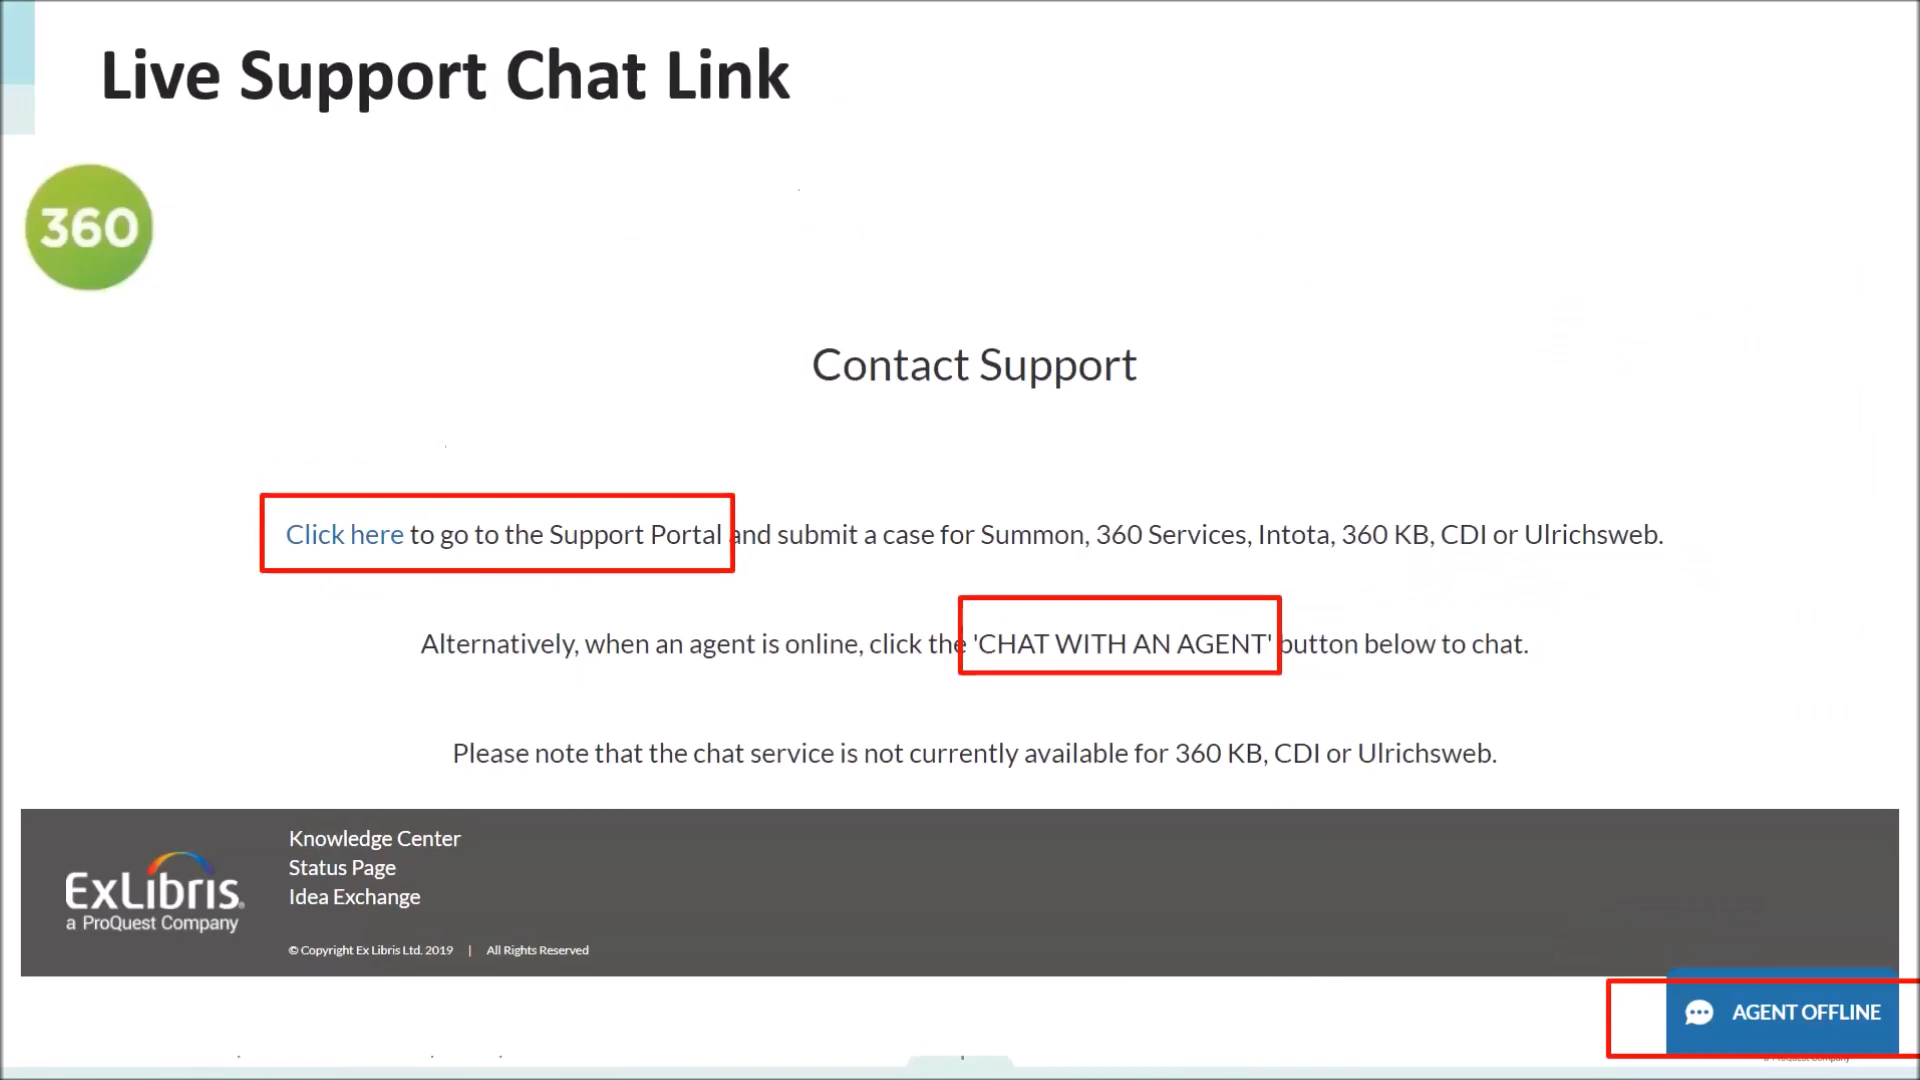 Live Support Chat Link
360
Contact Support
Click here to go to the Support Portal and submit a case for Summon, 360 Services, Intota, 360 KB, CDI or Ulrichsweb.
Alternatively, when an agent is online, click the 'CHAT WITH AN AGENT' button below to chat.
Please note that the chat service is not currently available for 360 KB, CDI or Ulrichsweb.
Knowledge Center
Status Page
Idea Exchange
ExLibris
a ProQuest Company
© Copyright Ex Libris Ltd. 2019 | All Rights Reserved
AGENT OFFLINE
a ProQuest Company